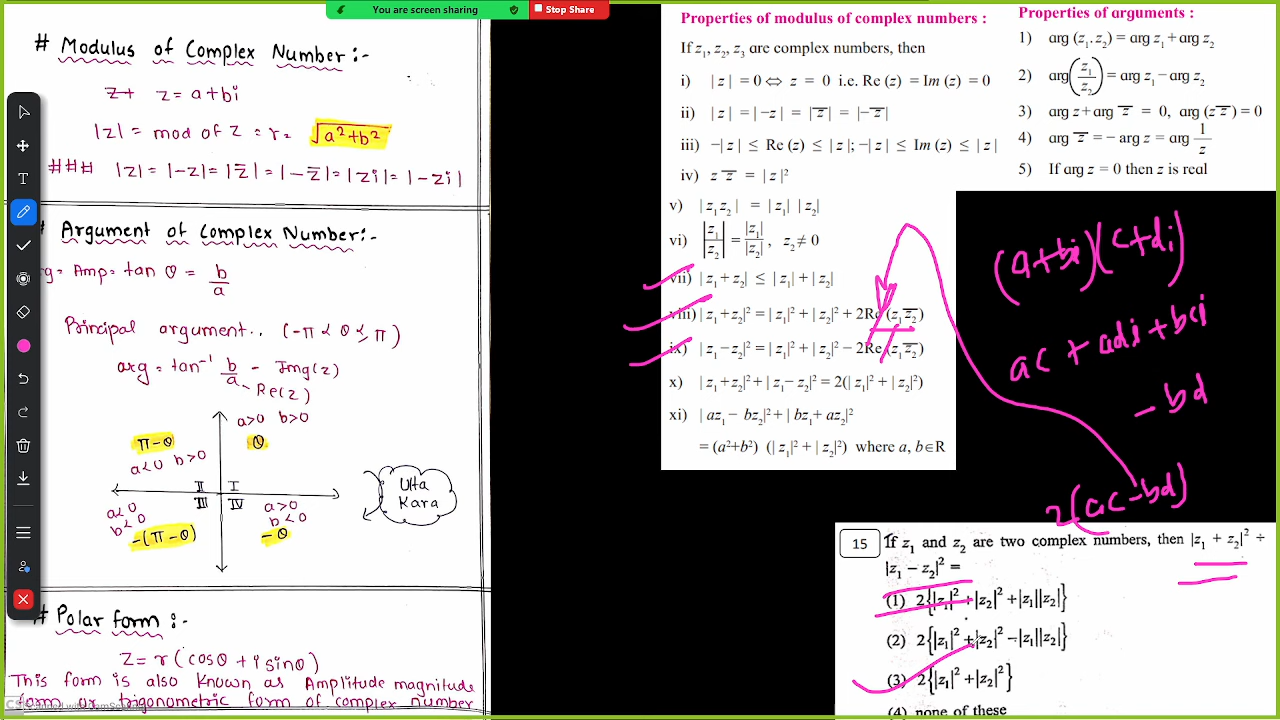 You are screen sharing
Stop Share
# Modulus of Complex Number:-
z+ z = a+bi
|z| = mod of z = r = √a²+b²
### |z| = |-z| = |z̅| = |-z̅| = |zi| = |-zi|
# Argument of Complex Number:-
Arg = Amp = tan θ = b/a
Principal argument.. (-π < θ ≤ π)
arg = tan⁻¹ b/a - Img(z)
- Re(z)
π-θ
a<0 b>0
a>0 b>0
θ
II I
III IV
a<0
b<0
-(π-θ)
a>0
b<0
-θ
Ulta
Kara
# Polar form :-
z = r(cosθ + i sinθ)
This form is also known as Amplitude magnitude
form or trigonometric form of complex number
Properties of modulus of complex numbers :
If z₁, z₂, z₃ are complex numbers, then
i) | z | = 0 ⇔ z = 0 i.e. Re (z) = Im (z) = 0
ii) | z | = | −z | = | z̅ | = |−z̅ |
iii) −| z | ≤ Re (z) ≤ | z |; −| z | ≤ Im (z) ≤ | z |
iv) z z̅ = | z |²
v) | z₁z₂ | = | z₁| | z₂|
vi) |z₁/z₂| = |z₁|/|z₂| , z₂ ≠ 0
vii) | z₁ + z₂| ≤ | z₁| + | z₂|
viii) | z₁+ z₂|² = | z₁|² + | z₂|² + 2Re (z₁z̅₂)
ix) | z₁− z₂|² = | z₁|² + | z₂|² − 2Re (z₁z̅₂)
x) | z₁+z₂|² + | z₁− z₂|² = 2(| z₁|² + | z₂|²)
xi) | az₁− bz₂|² + | bz₁+ az₂|²
= (a²+b²) (| z₁|² + | z₂|²) where a, b∈R
Properties of arguments :
1) arg (z₁.z₂) = arg z₁ + arg z₂
2) arg(z₁/z₂) = arg z₁ − arg z₂
3) arg z + arg z̅ = 0, arg (z z̅) = 0
4) arg z̅ = − arg z = arg 1/z
5) If arg z = 0 then z is real
(a+bi)(c+di)
ac + adi + bci
- bd
2(ac-bd)
15 If z₁ and z₂ are two complex numbers, then |z₁ + z₂|² +
|z₁ − z₂|² =
(1) 2{|z₁|² +|z₂|² +|z₁||z₂|}
(2) 2{|z₁|² +|z₂|² −|z₁||z₂|}
(3) 2{|z₁|² +|z₂|²}
(4) none of these